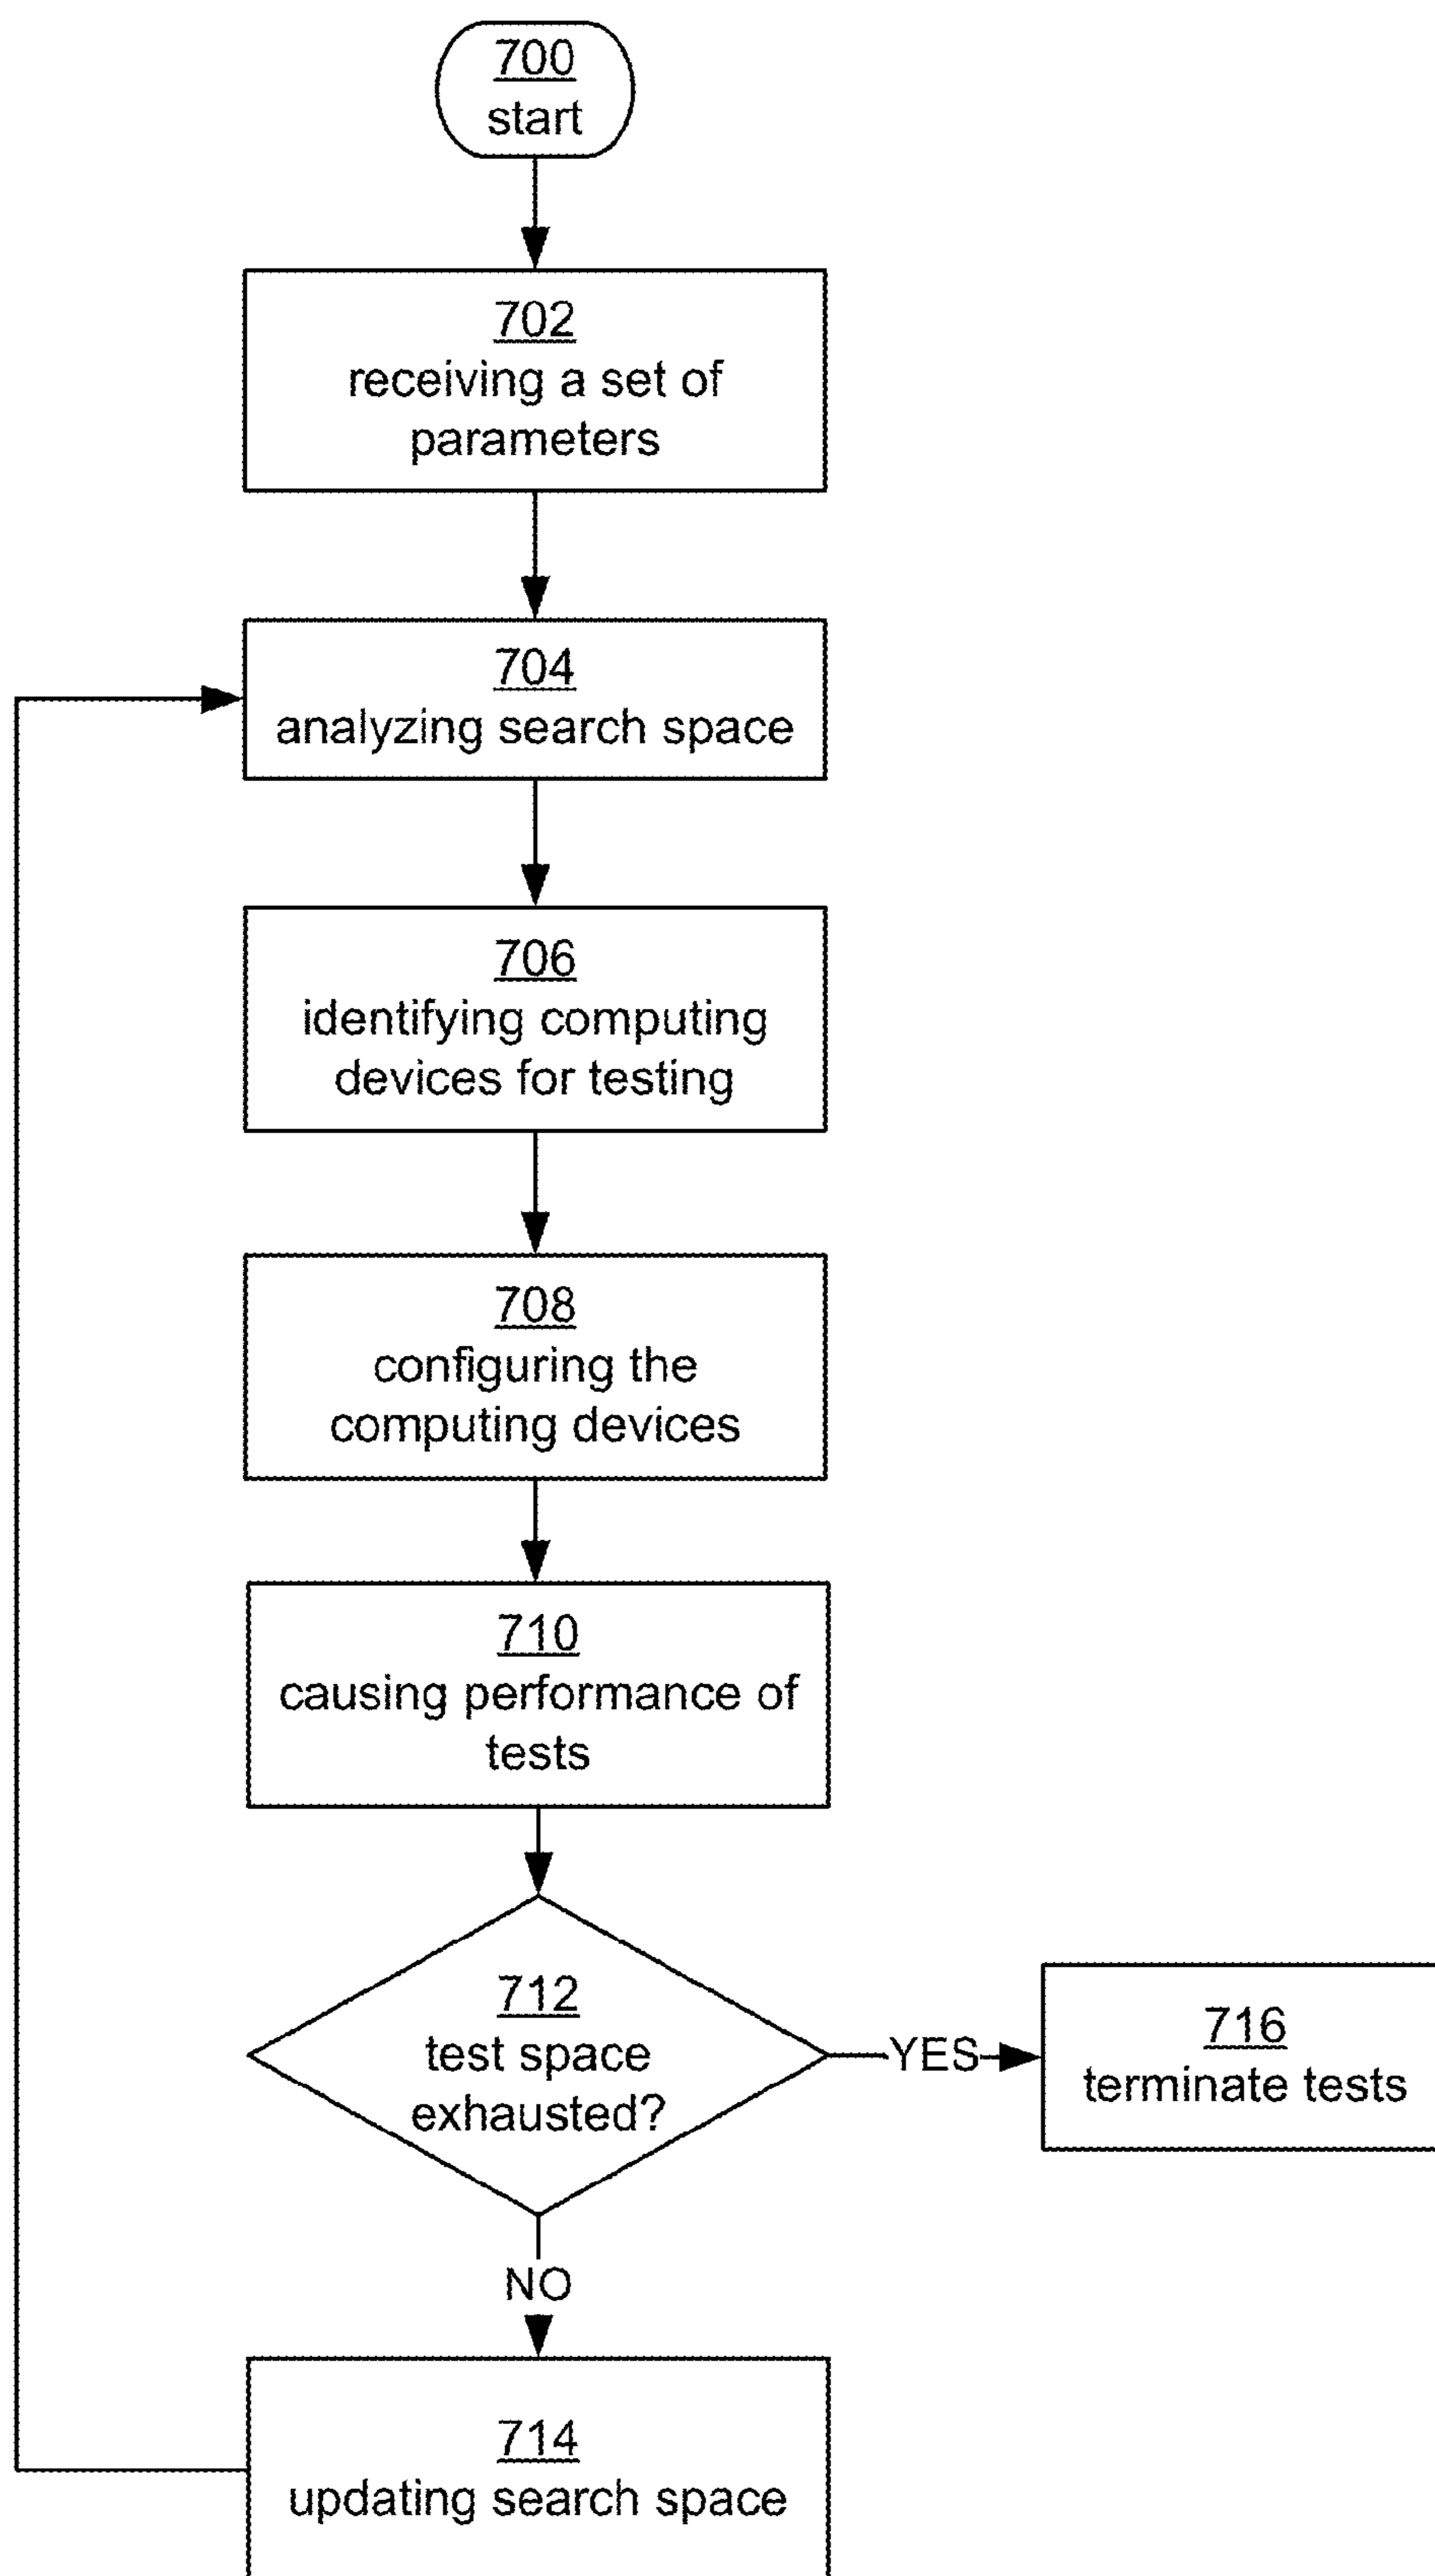 700
start
702
receiving a set of
parameters
704
analyzing search space
706
identifying computing
devices for testing
708
configuring the
computing devices
710
causing performance of
tests
712
test space
exhausted?
YES
716
terminate tests
NO
714
updating search space